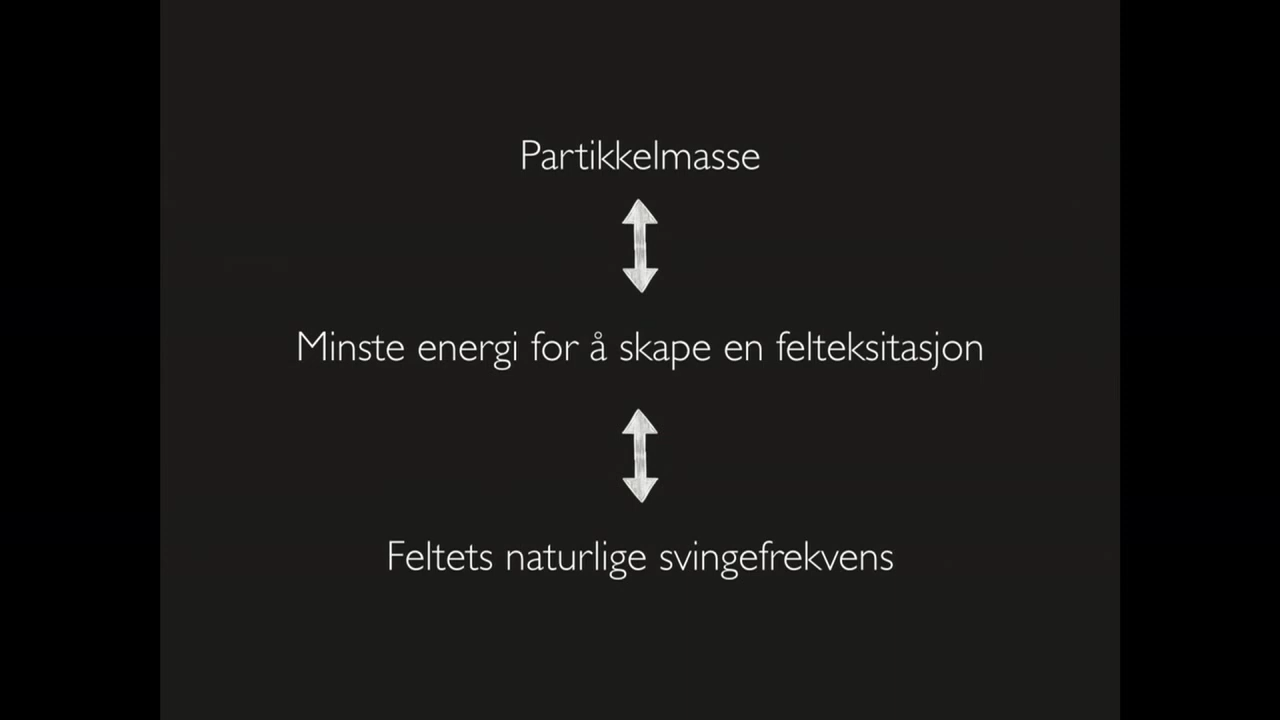 Partikkelmasse
Minste energi for å skape en felteksitasjon
Feltets naturlige svingefrekvens